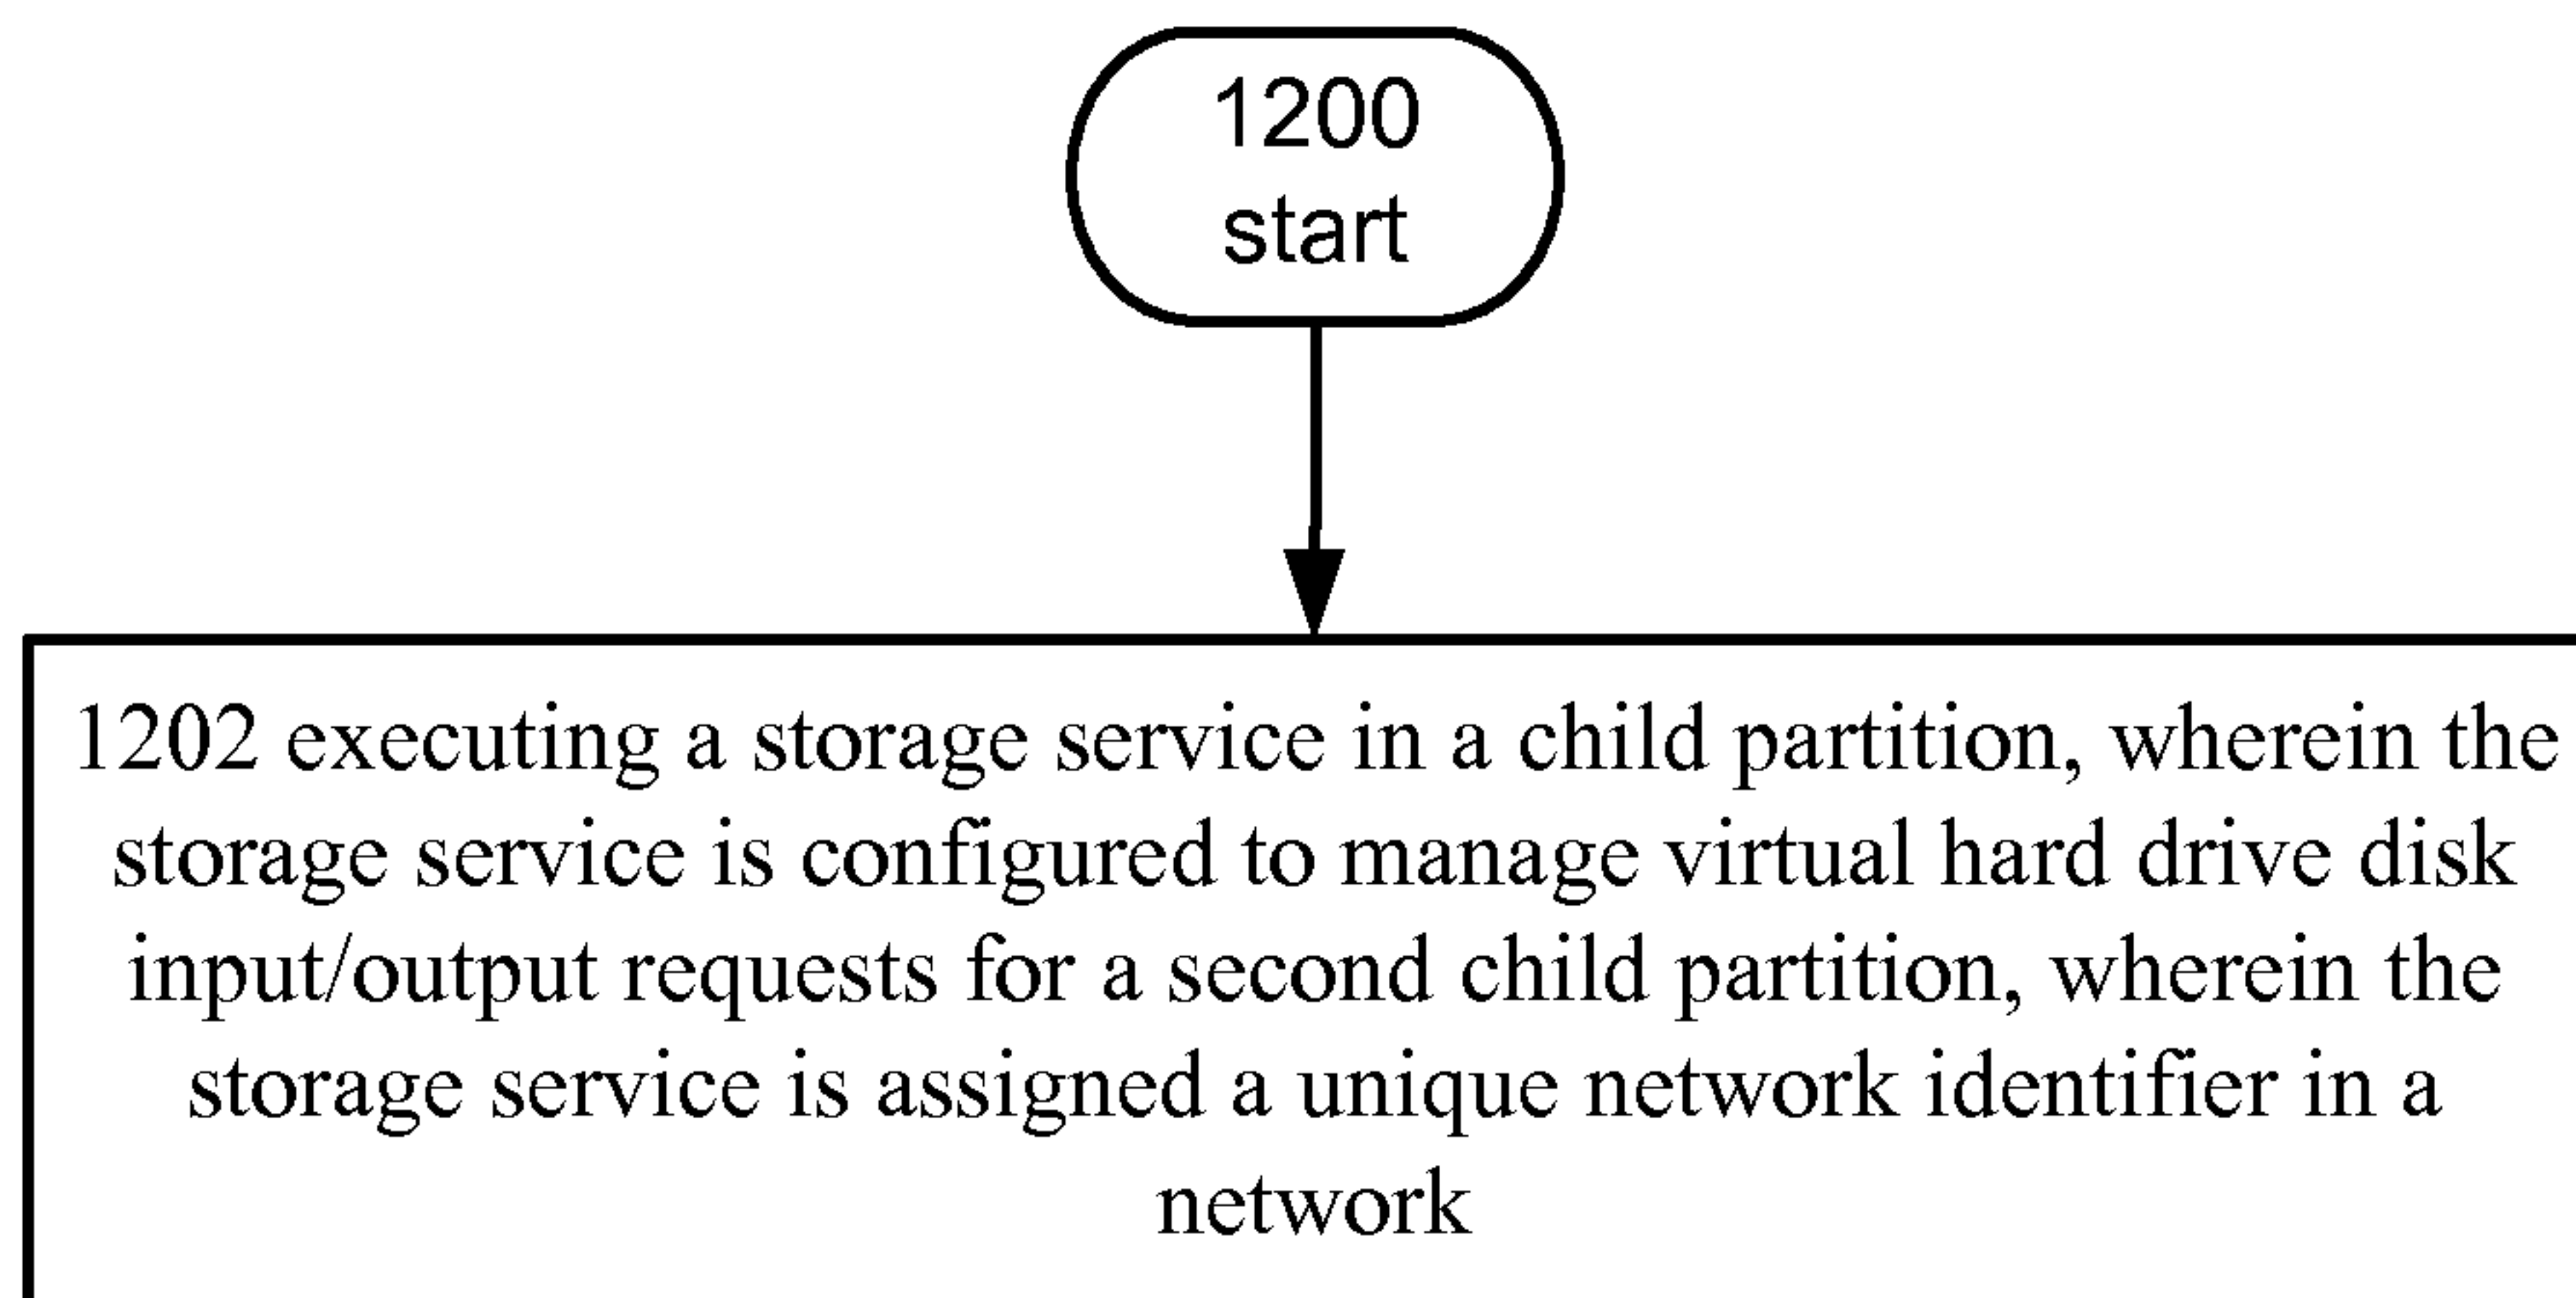 1200
start
1202 executing a storage service in a child partition, wherein the
storage service is configured to manage virtual hard drive disk
input/output requests for a second child partition, wherein the
storage service is assigned a unique network identifier in a
network